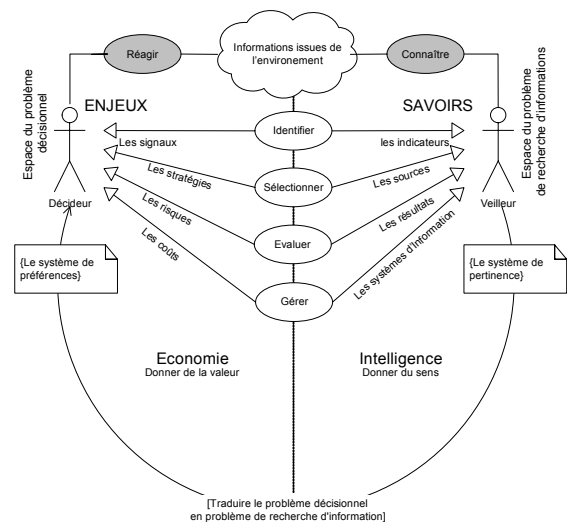 Réagir
Informations issues de
l'environement
Connaître
Espace du problème
décisionnel
ENJEUX
SAVOIRS
Espace du problème
de recherche d'informations
Identifier
Les signaux
les indicateurs
Les stratégies
Sélectionner
Les sources
Décideur
Veilleur
Les risques
Evaluer
Les résultats
Les coûts
Les systèmes d'Information
{Le système de
préférences}
{Le système de
pertinence}
Gérer
Economie
Donner de la valeur
Intelligence
Donner du sens
[Traduire le problème décisionnel
en problème de recherche d'information]